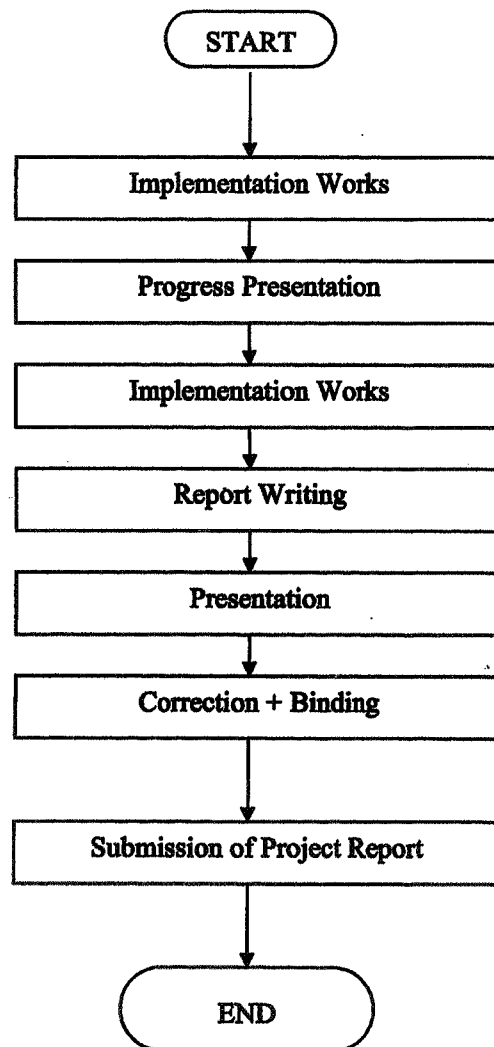 START
Implementation Works
Progress Presentation
Implementation Works
Report Writing
Presentation
Correction + Binding
Submission of Project Report
END